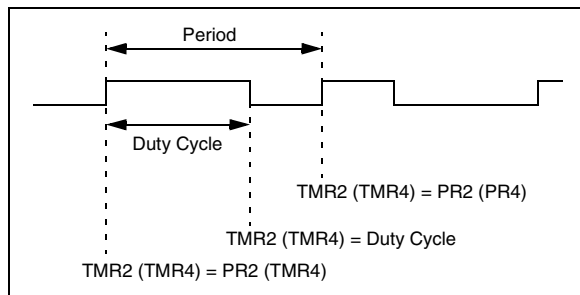 Period
Duty Cycle
TMR2 (TMR4) = PR2 (PR4)
TMR2 (TMR4) = Duty Cycle
TMR2 (TMR4) = PR2 (TMR4)